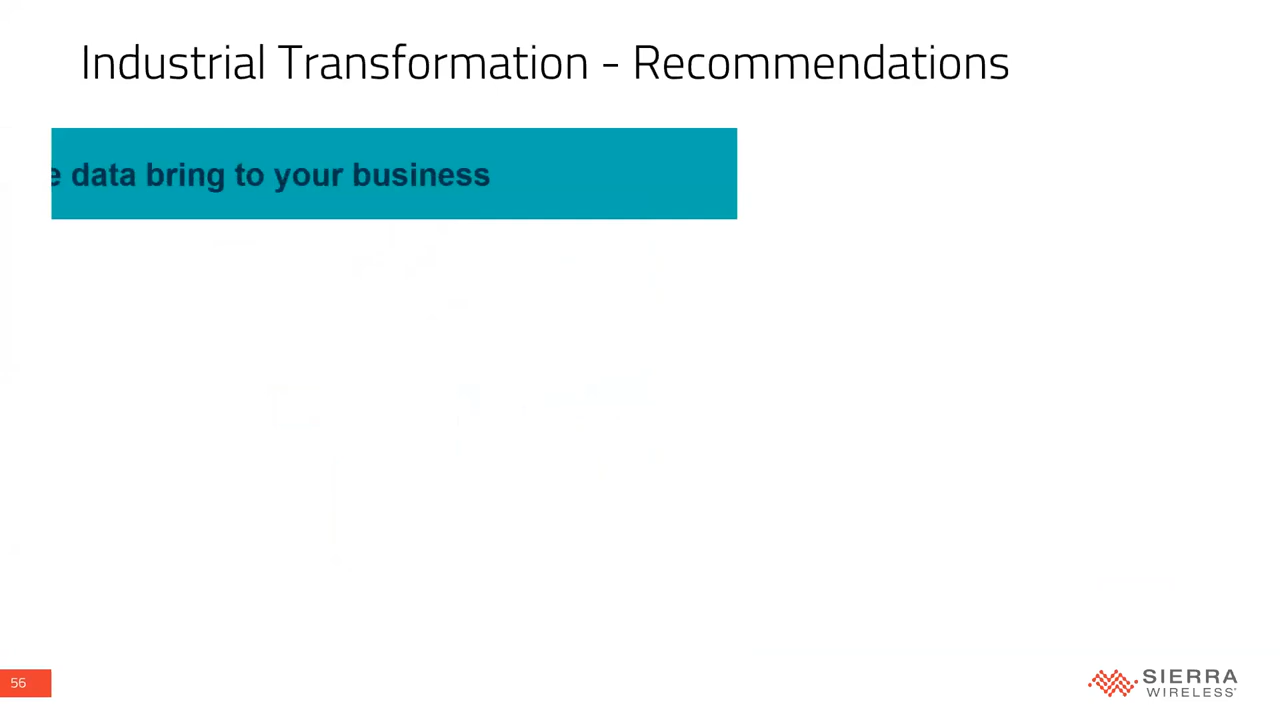 Industrial Transformation - Recommendations
e data bring to your business
56
SIERRA
WIRELESS®